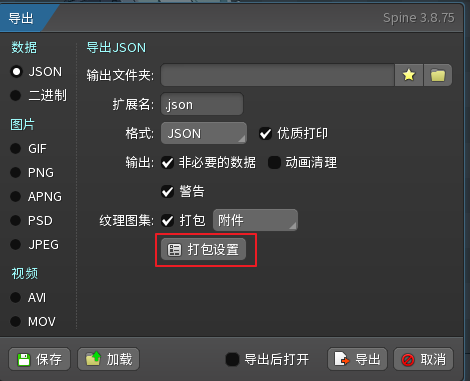 导出 Spine 3.8.75
数据
JSON
二进制
图片
GIF
PNG
APNG
PSD
JPEG
视频
AVI
MOV
导出JSON
输出文件夹:
扩展名: .json
格式: JSON 优质打印
输出: 非必要的数据 动画清理
警告
纹理图集: 打包 附件
打包设置
保存 加载 导出后打开 导出 取消